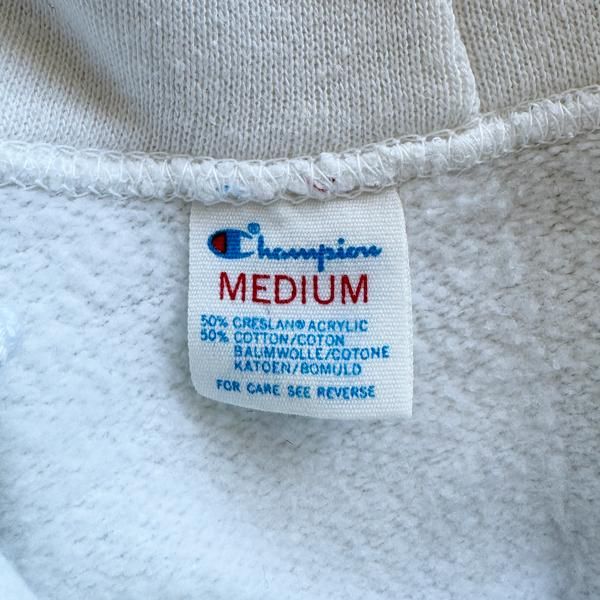 Champion
MEDIUM
50% CRESLAN® ACRYLIC
50% COTTON/COTON
BAUMWOLLE/COTONE
KATOEN/BOMULD
FOR CARE SEE REVERSE